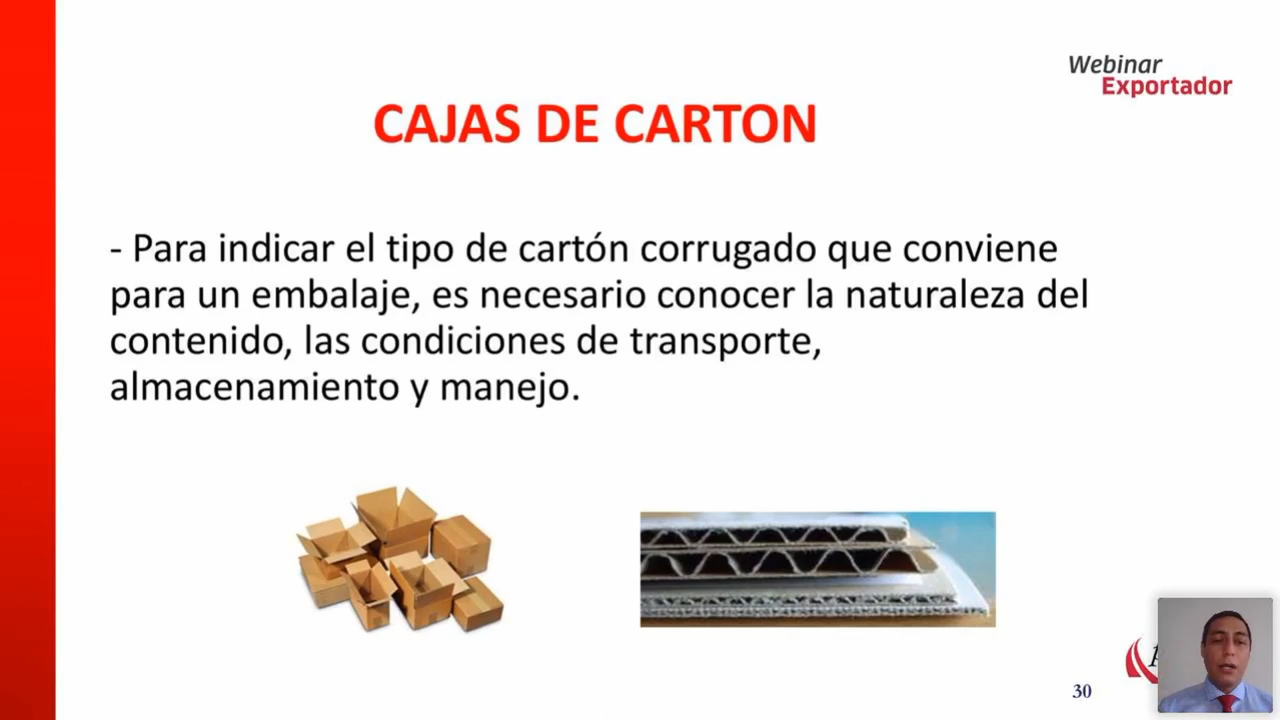 Webinar
Exportador
CAJAS DE CARTON
- Para indicar el tipo de cartón corrugado que conviene
para un embalaje, es necesario conocer la naturaleza del
contenido, las condiciones de transporte,
almacenamiento y manejo.
30